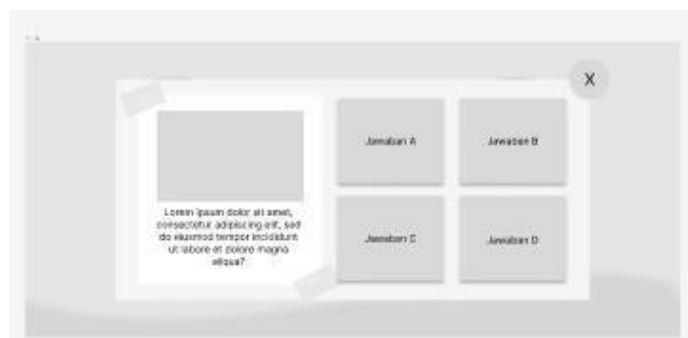 X
Lorem ipsum dolor sit amet,
consectetur adipiscing elit, sed
do eiusmod tempor incididunt
ut labore et dolore magna
aliqua?
Jawaban A
Jawaban B
Jawaban C
Jawaban D